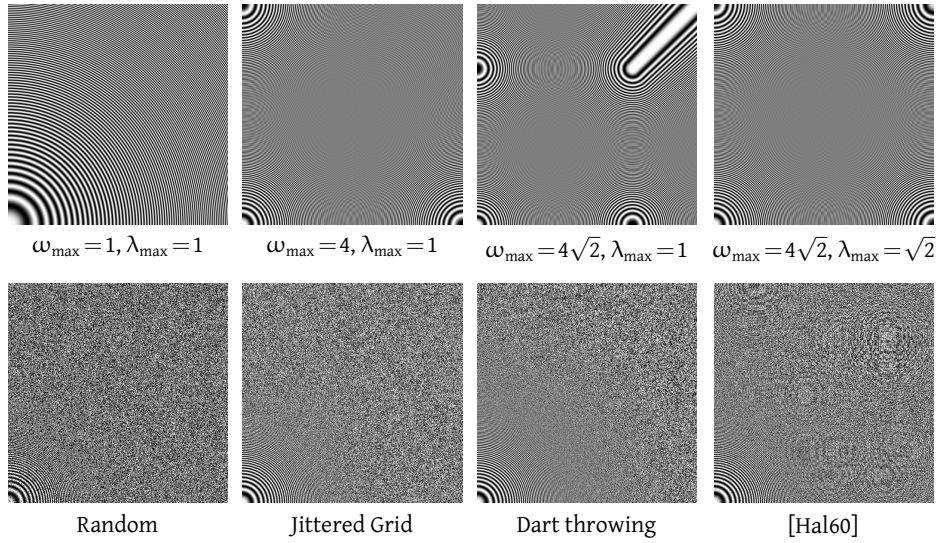 ω_max = 1, λ_max = 1
ω_max = 4, λ_max = 1
ω_max = 4√2, λ_max = 1
ω_max = 4√2, λ_max = √2
Random
Jittered Grid
Dart throwing
[Hal60]